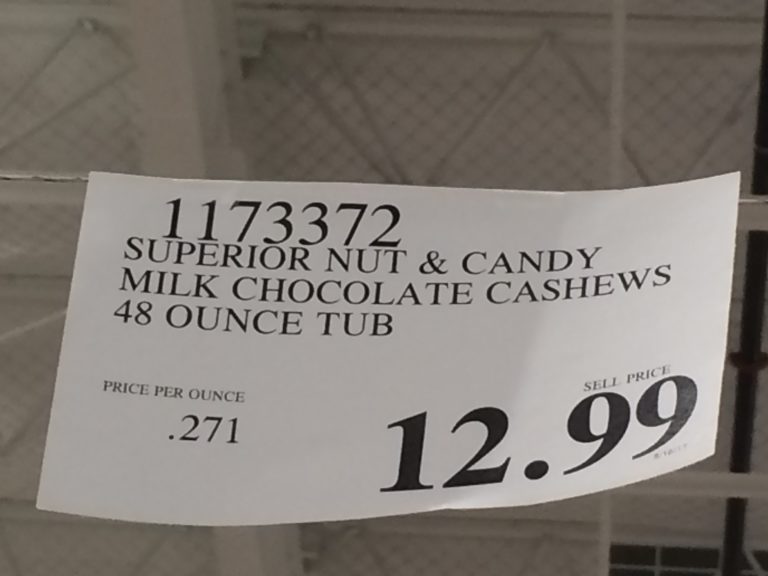 1173372
SUPERIOR NUT & CANDY
MILK CHOCOLATE CASHEWS
48 OUNCE TUB
PRICE PER OUNCE
.271
SELL PRICE
12.99